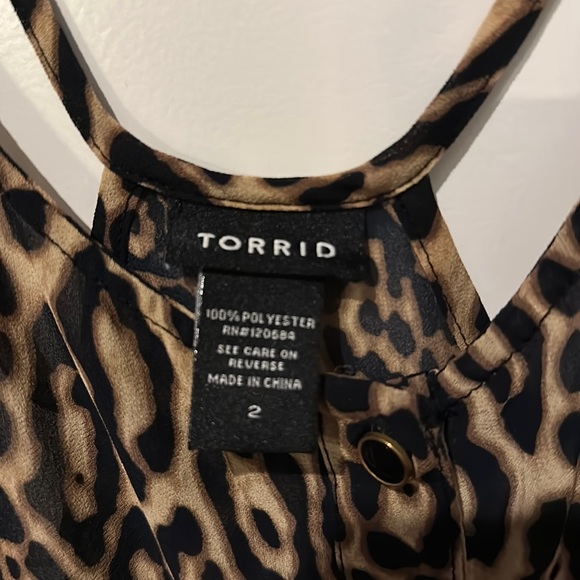 TORRID
100% POLYESTER
RN#120684
SEE CARE ON
REVERSE
MADE IN CHINA
2